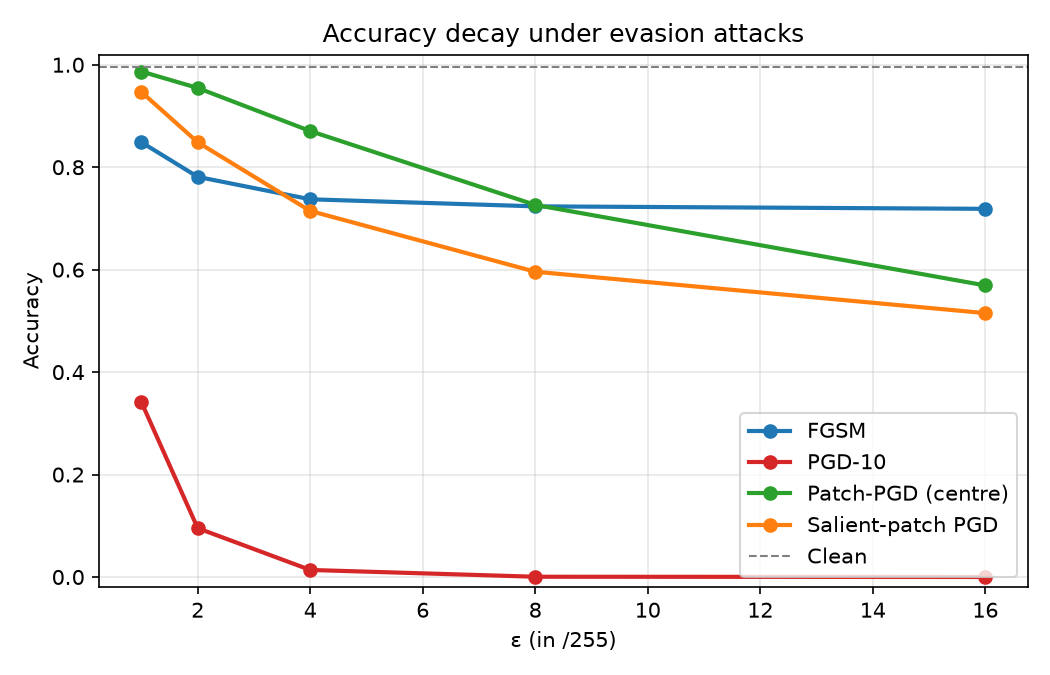 Accuracy decay under evasion attacks
Accuracy
1.0
0.8
0.6
0.4
0.2
0.0
2
4
6
8
10
12
14
16
ε (in /255)
FGSM
PGD-10
Patch-PGD (centre)
Salient-patch PGD
Clean